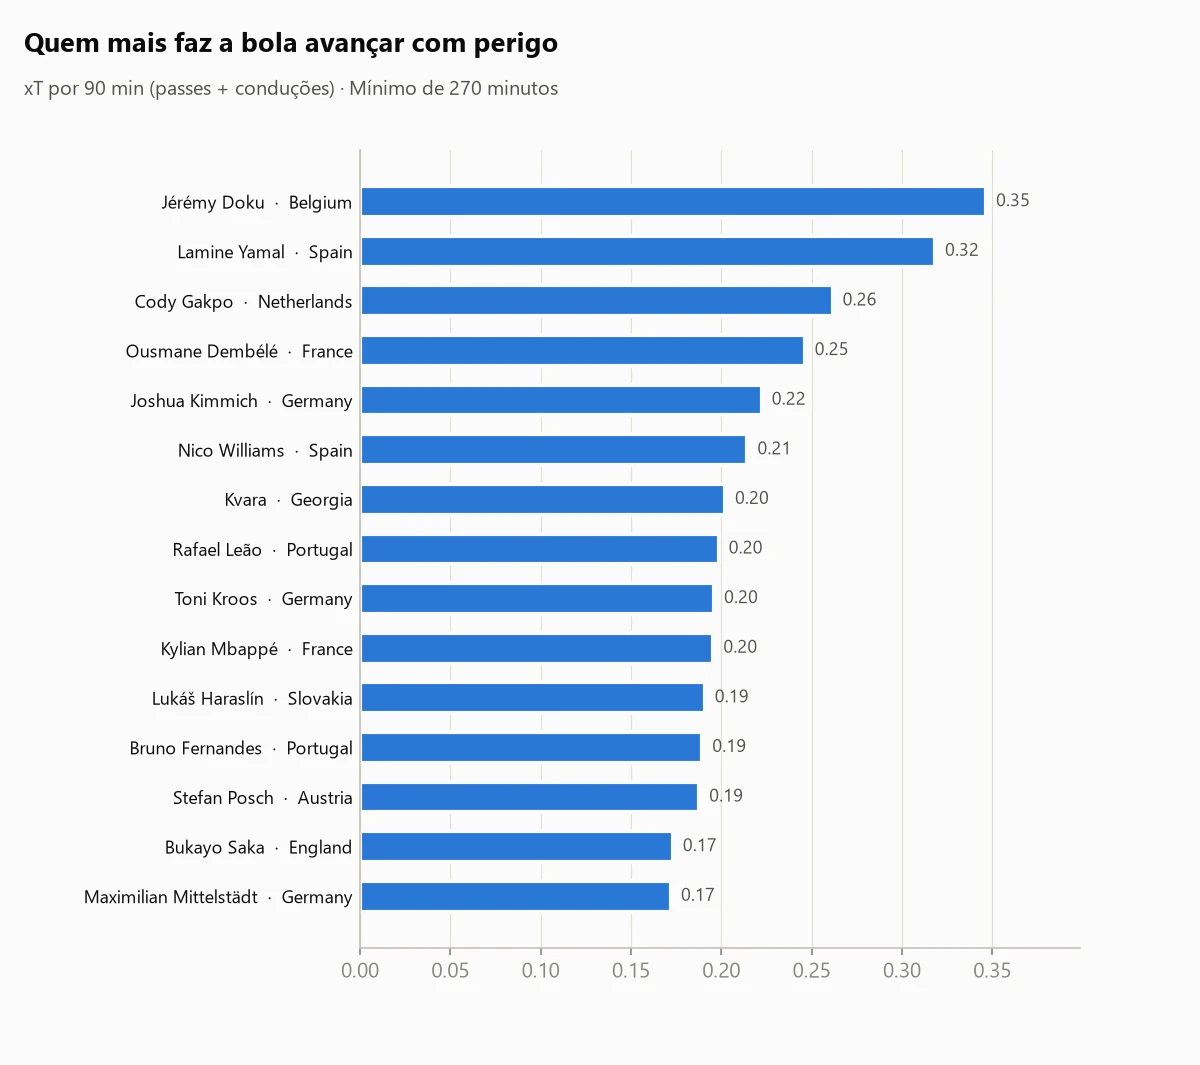 Quem mais faz a bola avançar com perigo
xT por 90 min (passes + conduções) · Mínimo de 270 minutos
Jérémy Doku · Belgium 0.35
Lamine Yamal · Spain 0.32
Cody Gakpo · Netherlands 0.26
Ousmane Dembélé · France 0.25
Joshua Kimmich · Germany 0.22
Nico Williams · Spain 0.21
Kvara · Georgia 0.20
Rafael Leão · Portugal 0.20
Toni Kroos · Germany 0.20
Kylian Mbappé · France 0.20
Lukáš Haraslín · Slovakia 0.19
Bruno Fernandes · Portugal 0.19
Stefan Posch · Austria 0.19
Bukayo Saka · England 0.17
Maximilian Mittelstädt · Germany 0.17
0.00 0.05 0.10 0.15 0.20 0.25 0.30 0.35